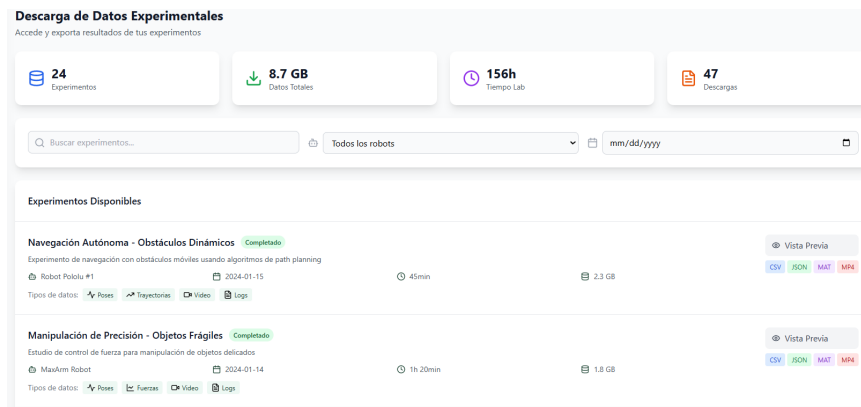 Descarga de Datos Experimentales
Accede y exporta resultados de tus experimentos
24
Experimentos
8.7 GB
Datos Totales
156h
Tiempo Lab
47
Descargas
Buscar experimentos...
Todos los robots
mm/dd/yyyy
Experimentos Disponibles
Navegación Autónoma - Obstáculos Dinámicos Completado
Vista Previa
Experimento de navegación con obstáculos móviles usando algoritmos de path planning
Robot Pololu #1 2024-01-15 45min 2.3 GB
CSV JSON MAT MP4
Tipos de datos: Poses Trayectorias Video Logs
Manipulación de Precisión - Objetos Frágiles Completado
Vista Previa
Estudio de control de fuerza para manipulación de objetos delicados
MaxArm Robot 2024-01-14 1h 20min 1.8 GB
CSV JSON MAT MP4
Tipos de datos: Poses Fuerzas Video Logs